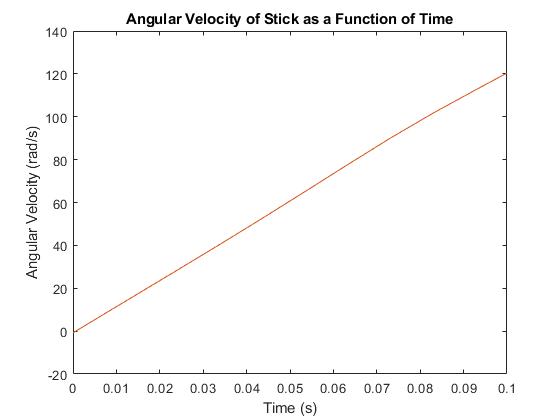 Angular Velocity of Stick as a Function of Time
140
120
100
80
60
40
20
0
-20
Angular Velocity (rad/s)
0 0.01 0.02 0.03 0.04 0.05 0.06 0.07 0.08 0.09 0.1
Time (s)